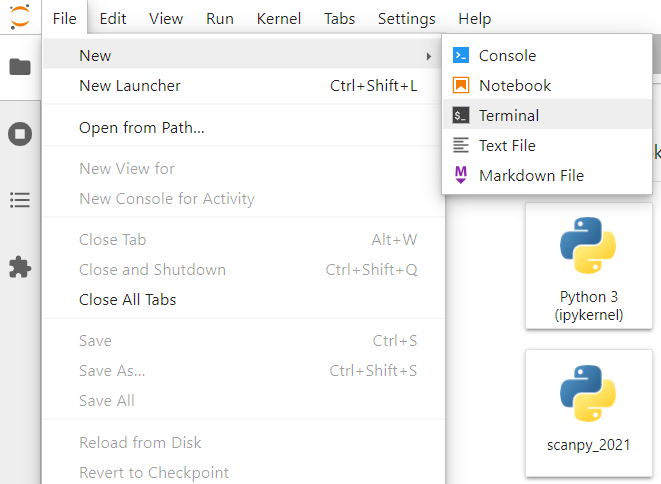 File Edit View Run Kernel Tabs Settings Help
New
New Launcher Ctrl+Shift+L
Open from Path...
New View for
New Console for Activity
Close Tab Alt+W
Close and Shutdown Ctrl+Shift+Q
Close All Tabs
Save Ctrl+S
Save As... Ctrl+Shift+S
Save All
Reload from Disk
Revert to Checkpoint
$_
Console
Notebook
Terminal
Text File
M
Markdown File
k
Python 3
(ipykernel)
scanpy_2021